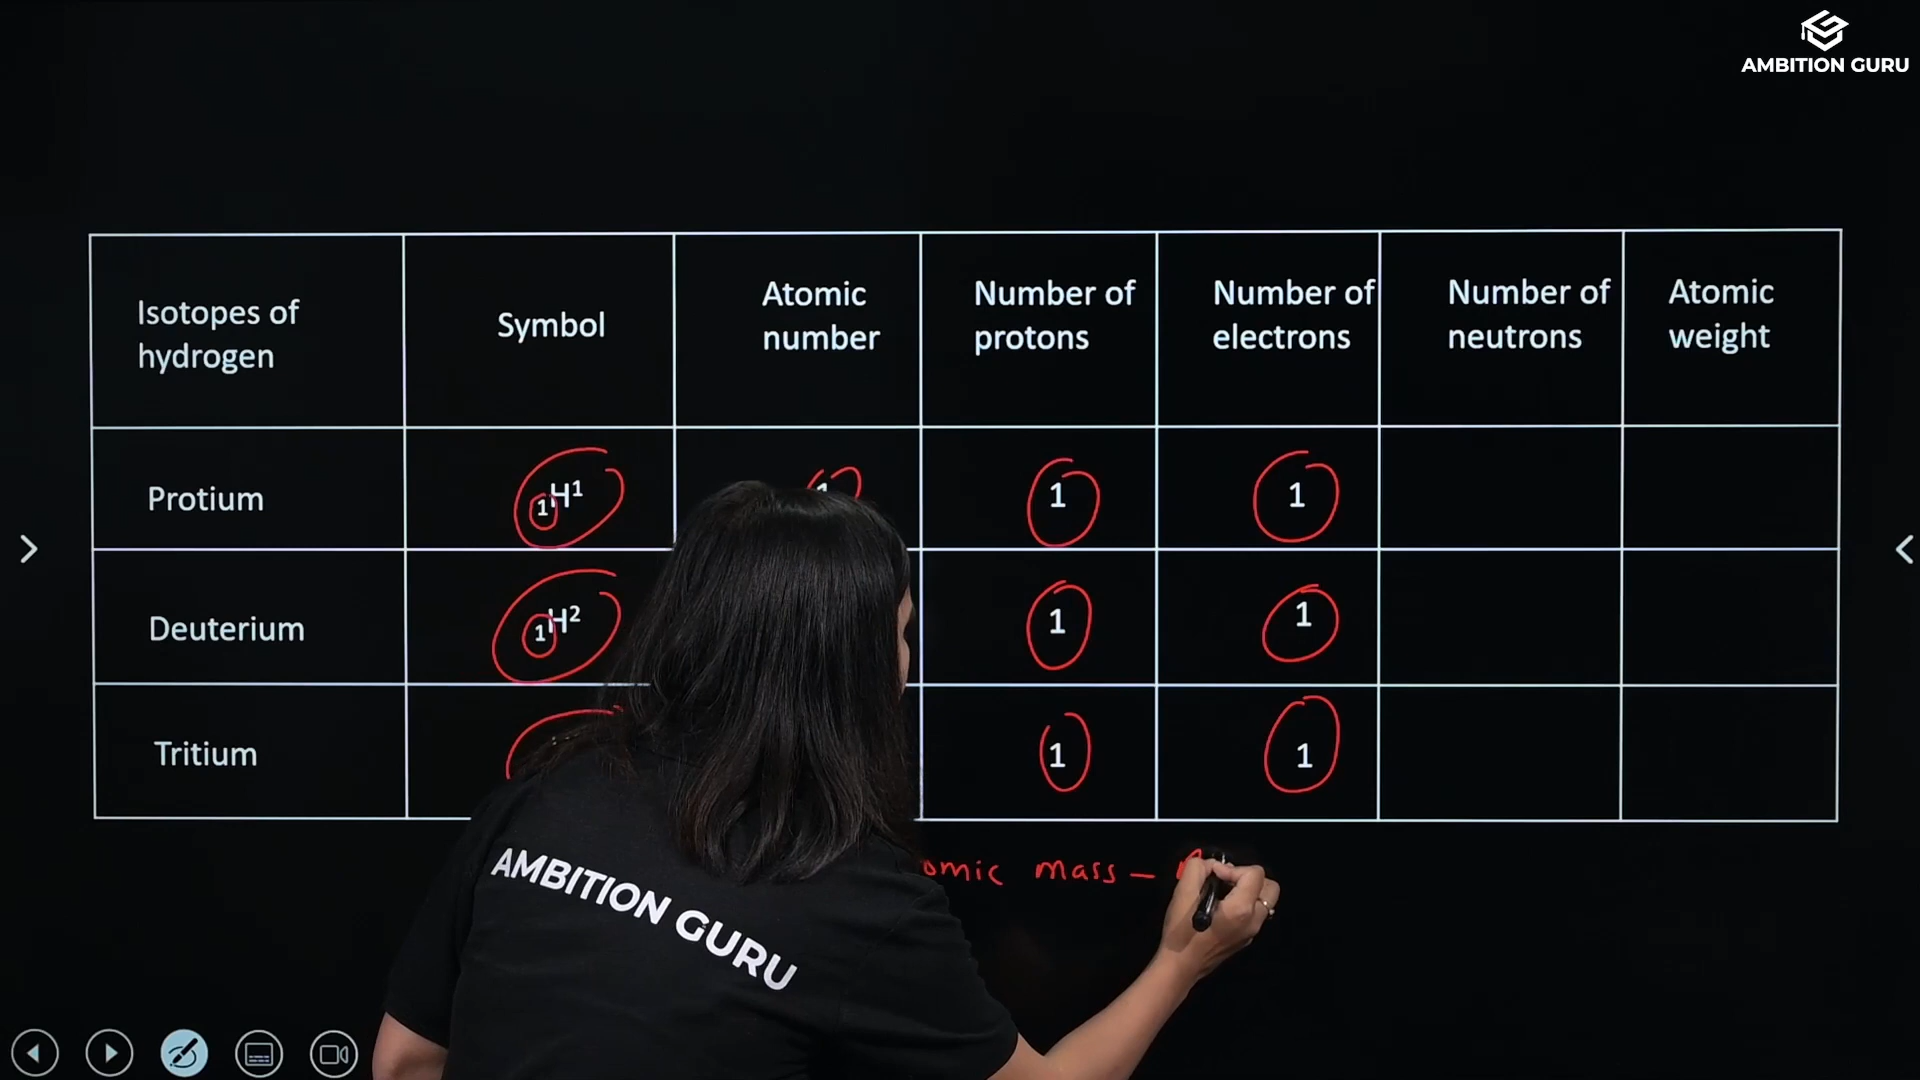 AMBITION GURU
Isotopes of hydrogen
Symbol
Atomic number
Number of protons
Number of electrons
Number of neutrons
Atomic weight
Protium
₁H¹
1
1
1
Deuterium
₁H²
1
1
Tritium
1
1
omic mass –
AMBITION GURU